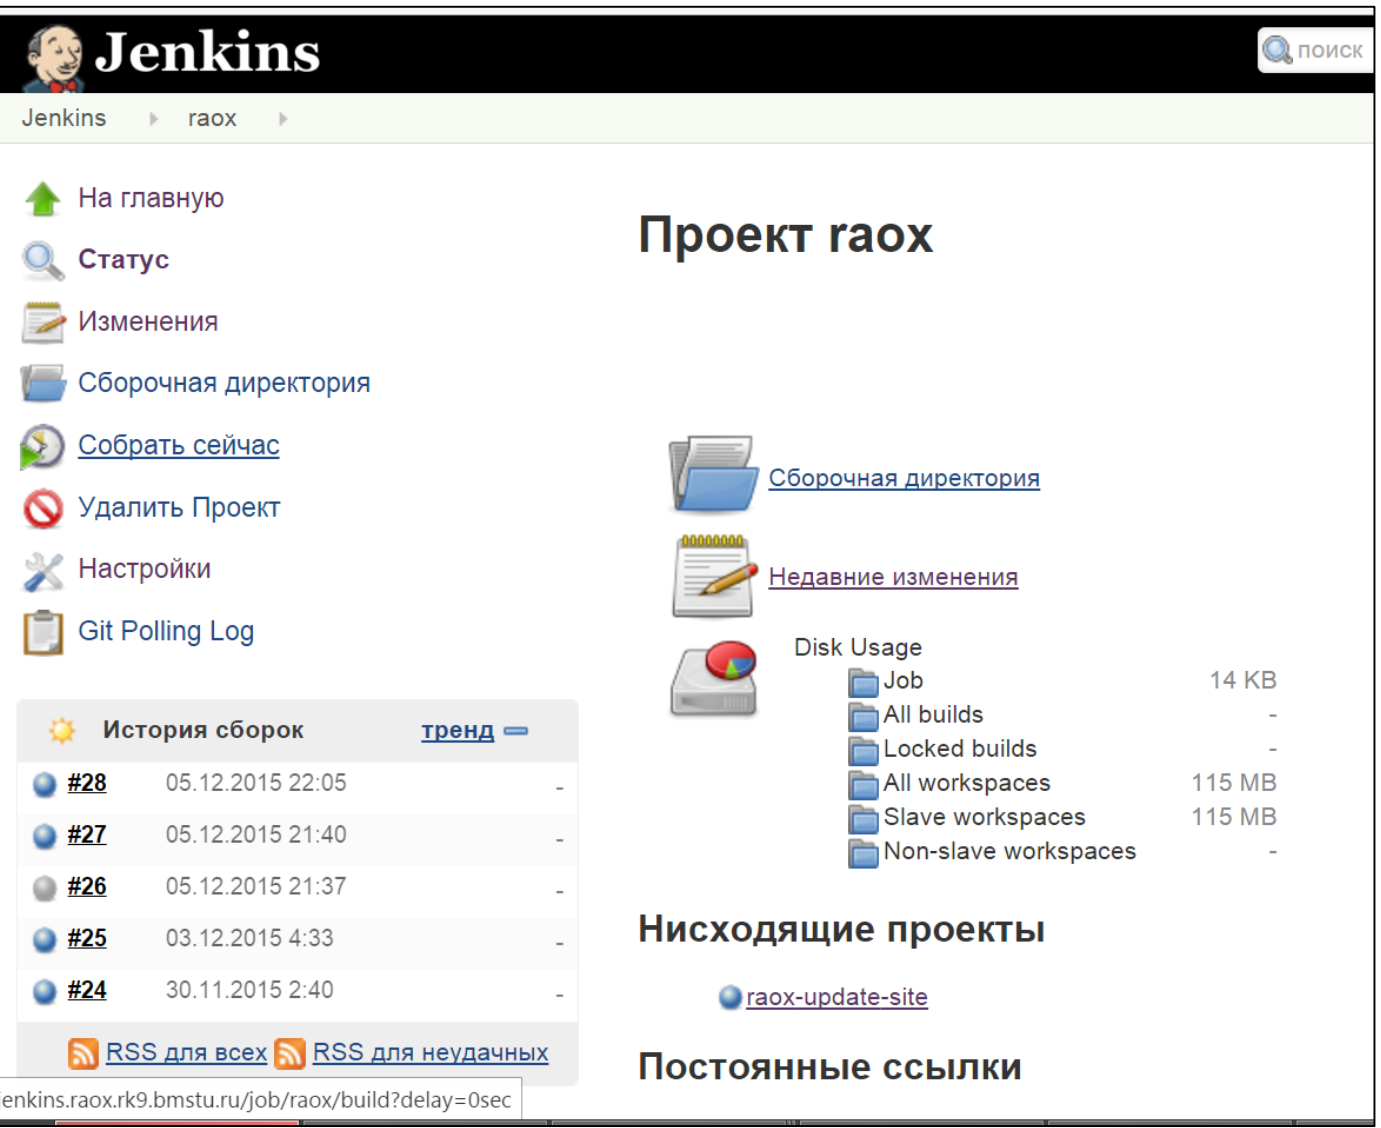 Jenkins
поиск
Jenkins raox
На главную
Статус
Изменения
Сборочная директория
Собрать сейчас
Удалить Проект
Настройки
Git Polling Log
История сборок тренд
#28 05.12.2015 22:05 -
#27 05.12.2015 21:40 -
#26 05.12.2015 21:37 -
#25 03.12.2015 4:33 -
#24 30.11.2015 2:40 -
RSS для всех RSS для неудачных
Проект raox
Сборочная директория
Недавние изменения
Disk Usage
Job 14 KB
All builds -
Locked builds -
All workspaces 115 MB
Slave workspaces 115 MB
Non-slave workspaces -
Нисходящие проекты
raox-update-site
Постоянные ссылки
jenkins.raox.rk9.bmstu.ru/job/raox/build?delay=0sec